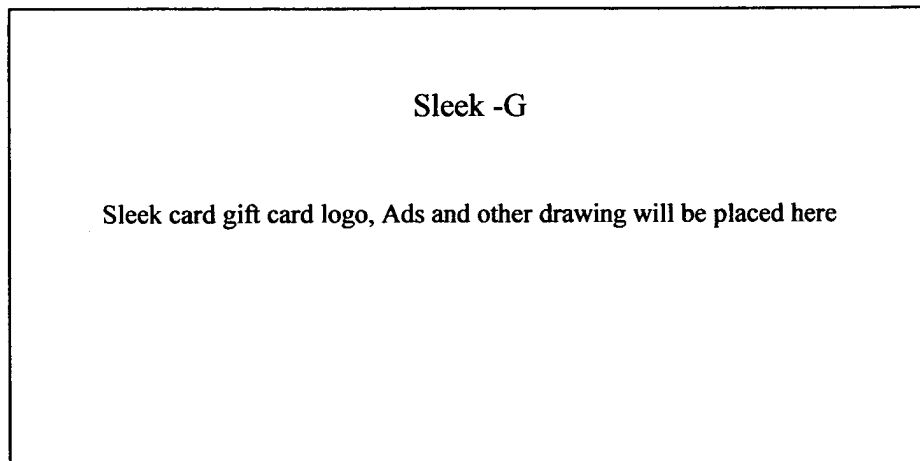 Sleek -G
Sleek card gift card logo, Ads and other drawing will be placed here